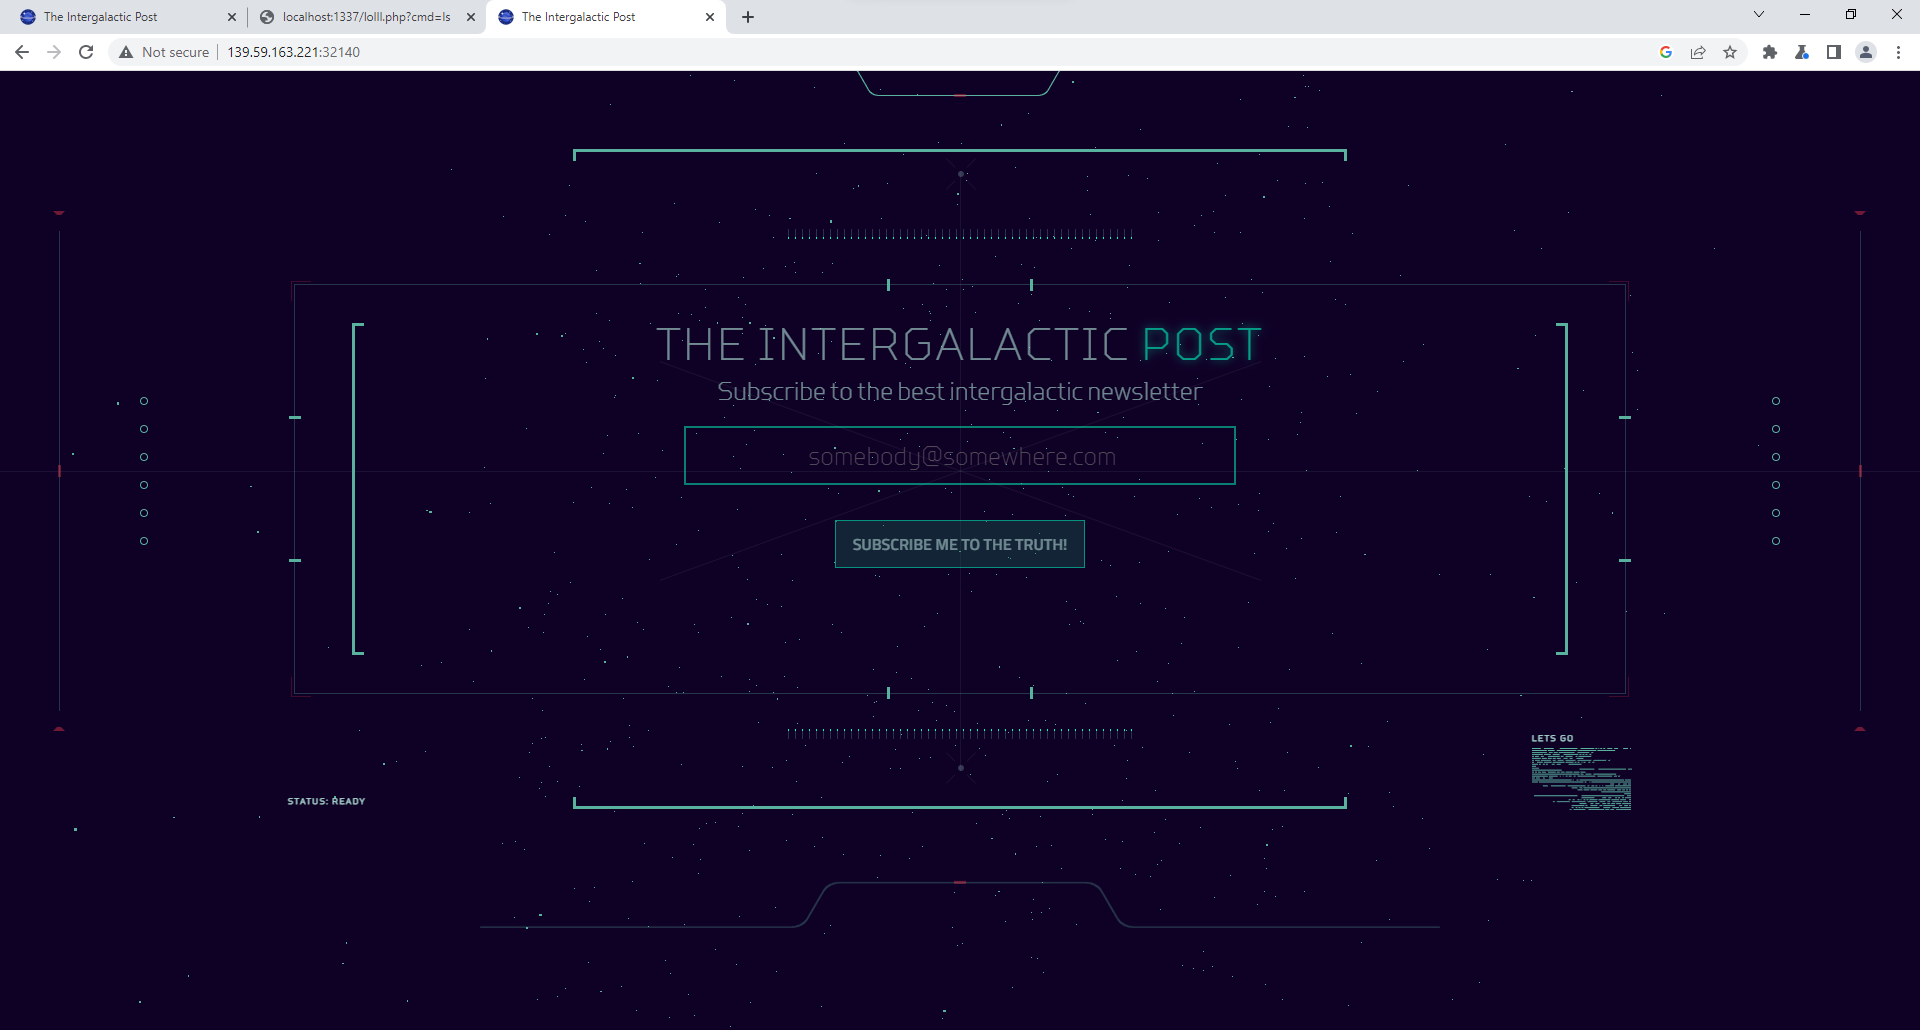 The Intergalactic Post
localhost:1337/lolll.php?cmd=ls
The Intergalactic Post
Not secure
139.59.163.221:32140
THE INTERGALACTIC POST
Subscribe to the best intergalactic newsletter
somebody@somewhere.com
SUBSCRIBE ME TO THE TRUTH!
LETS GO
STATUS: READY